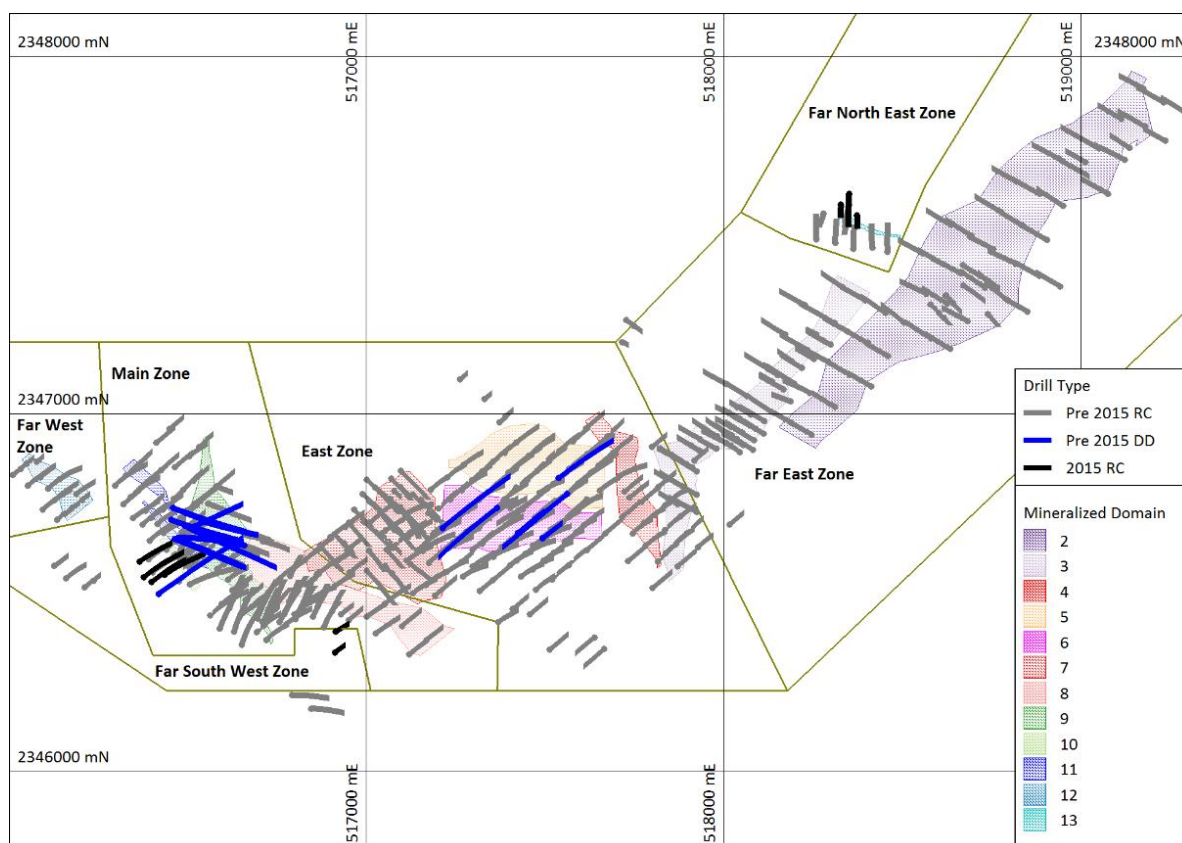 2348000 mN
517000 mE
518000 mE
519000 mE
2348000 mN
Far North East Zone
Main Zone
2347000 mN
Far West
Zone
East Zone
Far East Zone
Far South West Zone
2346000 mN
517000 mE
518000 mE
Drill Type
Pre 2015 RC
Pre 2015 DD
2015 RC
Mineralized Domain
2
3
4
5
6
7
8
9
10
11
12
13